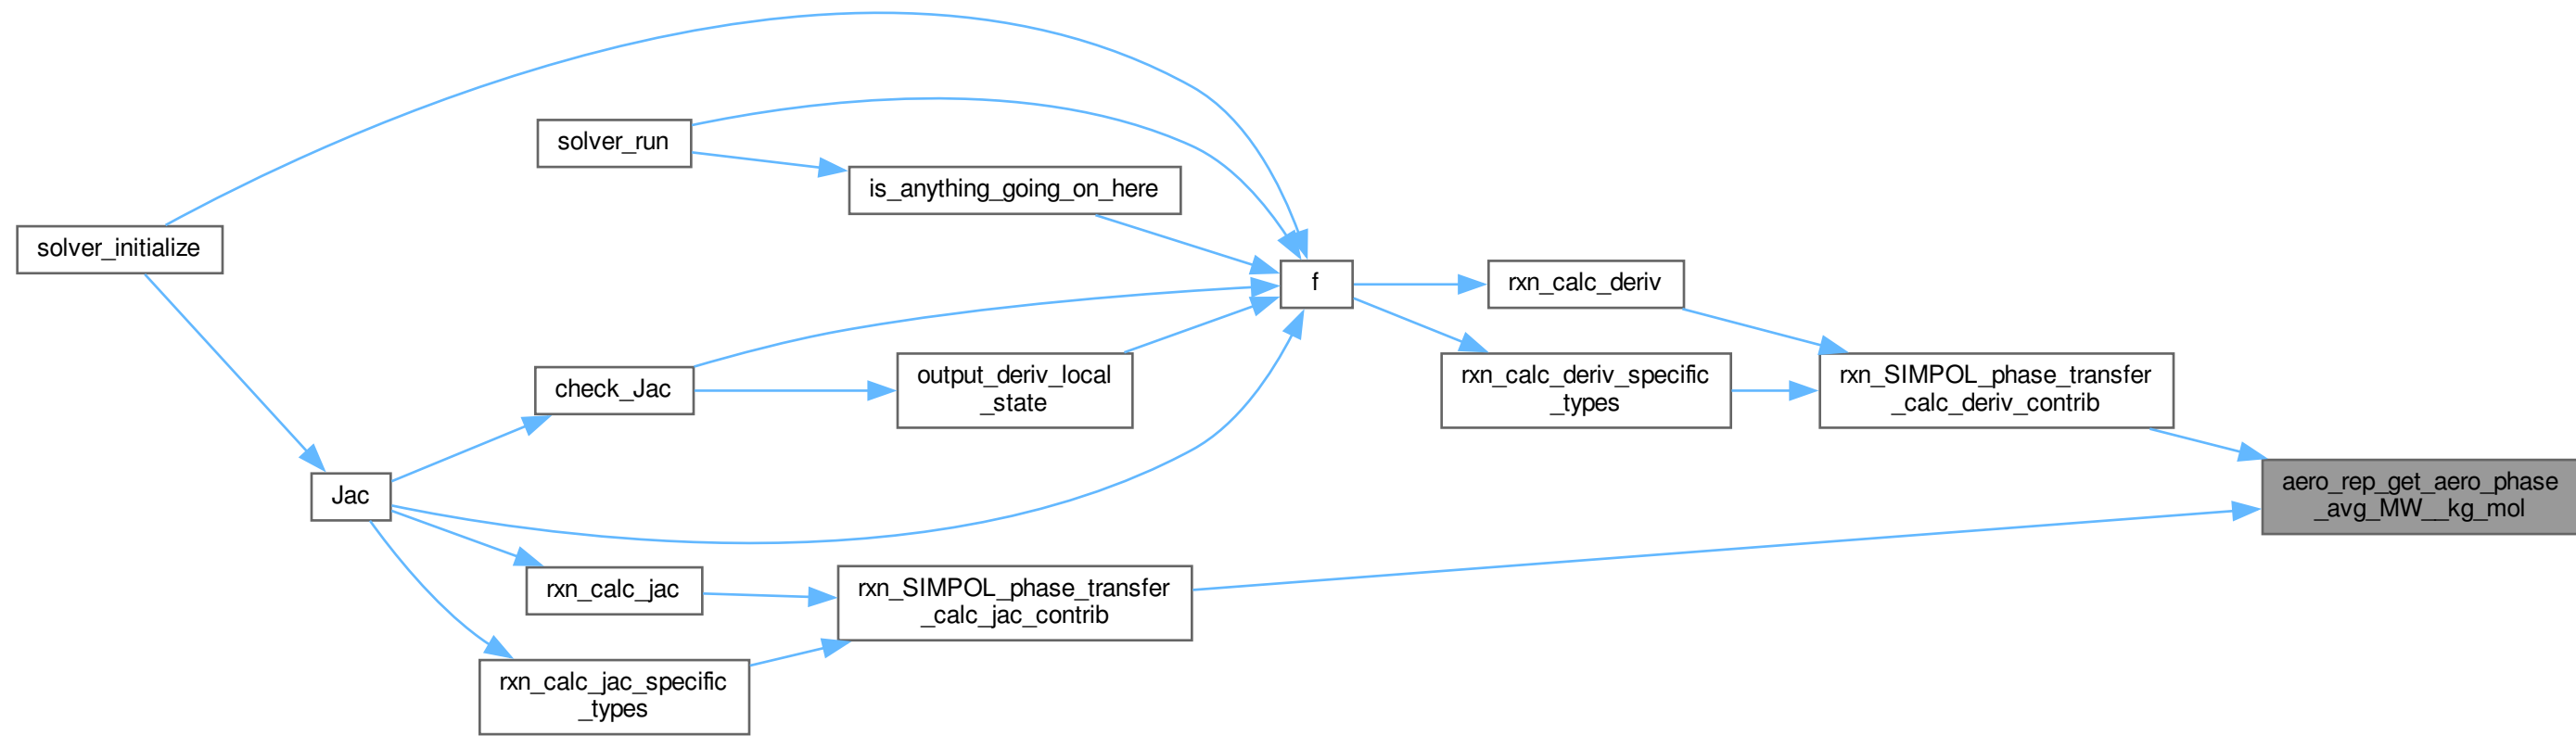 solver_run
is_anything_going_on_here
solver_initialize
f
rxn_calc_deriv
check_Jac
output_deriv_local
_state
rxn_calc_deriv_specific
_types
rxn_SIMPOL_phase_transfer
_calc_deriv_contrib
Jac
aero_rep_get_aero_phase
_avg_MW__kg_mol
rxn_calc_jac
rxn_SIMPOL_phase_transfer
_calc_jac_contrib
rxn_calc_jac_specific
_types